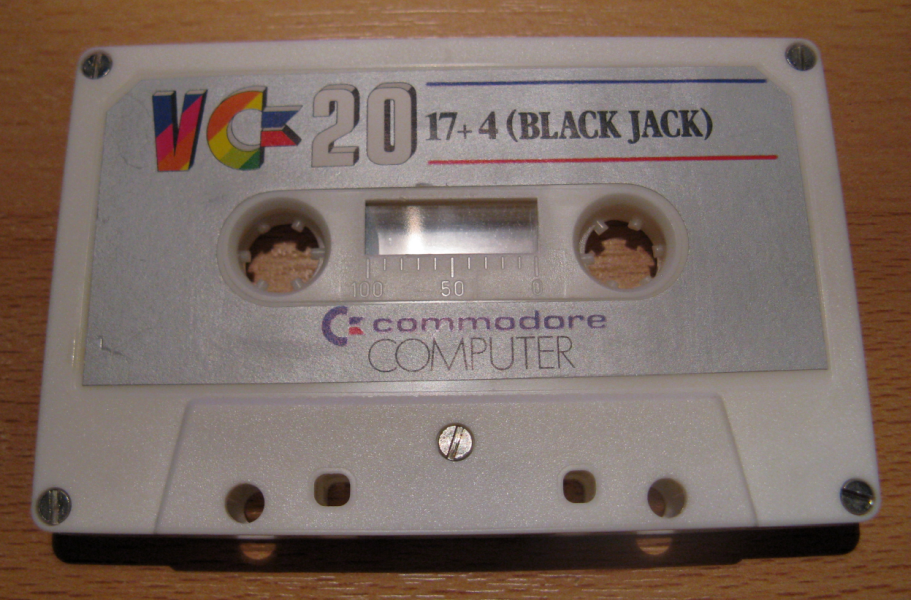 VC 20 17+4 (BLACK JACK)
100 50 0
commodore
COMPUTER